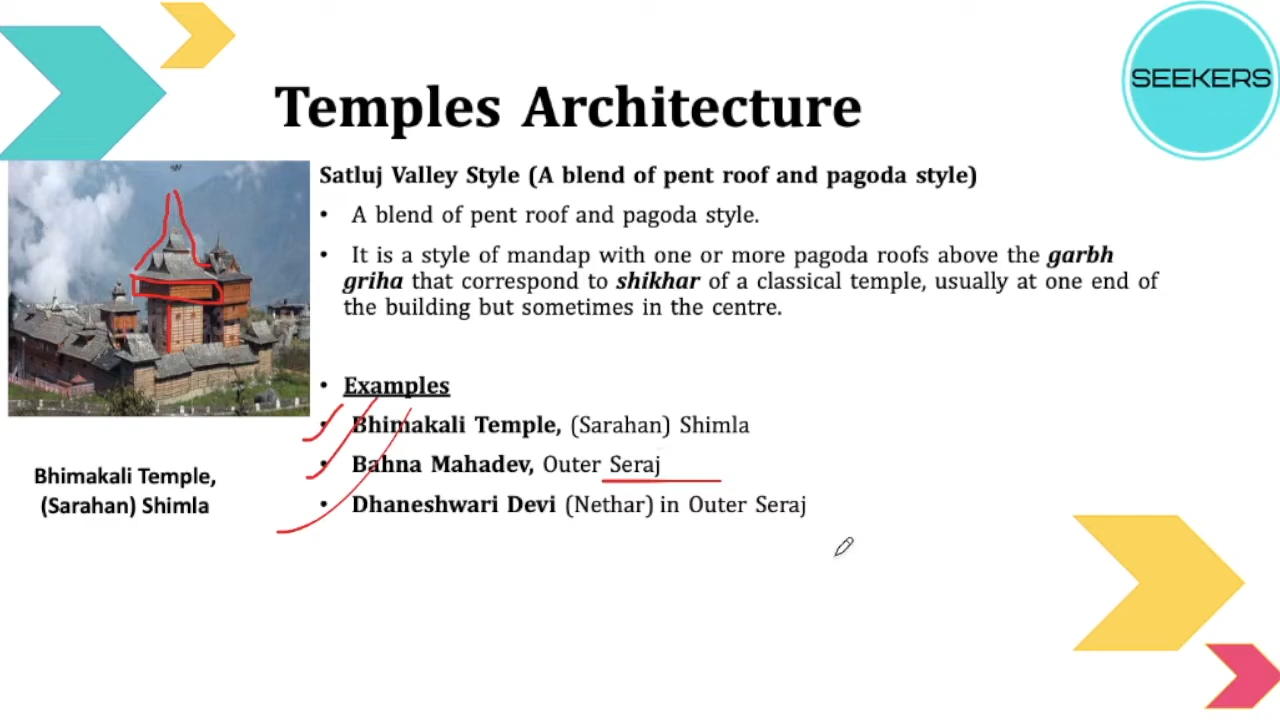 SEEKERS
Temples Architecture
Satluj Valley Style (A blend of pent roof and pagoda style)
• A blend of pent roof and pagoda style.
• It is a style of mandap with one or more pagoda roofs above the garbh
griha that correspond to shikhar of a classical temple, usually at one end of
the building but sometimes in the centre.
• Examples
• Bhimakali Temple, (Sarahan) Shimla
• Bahna Mahadev, Outer Seraj
• Dhaneshwari Devi (Nethar) in Outer Seraj
Bhimakali Temple,
(Sarahan) Shimla